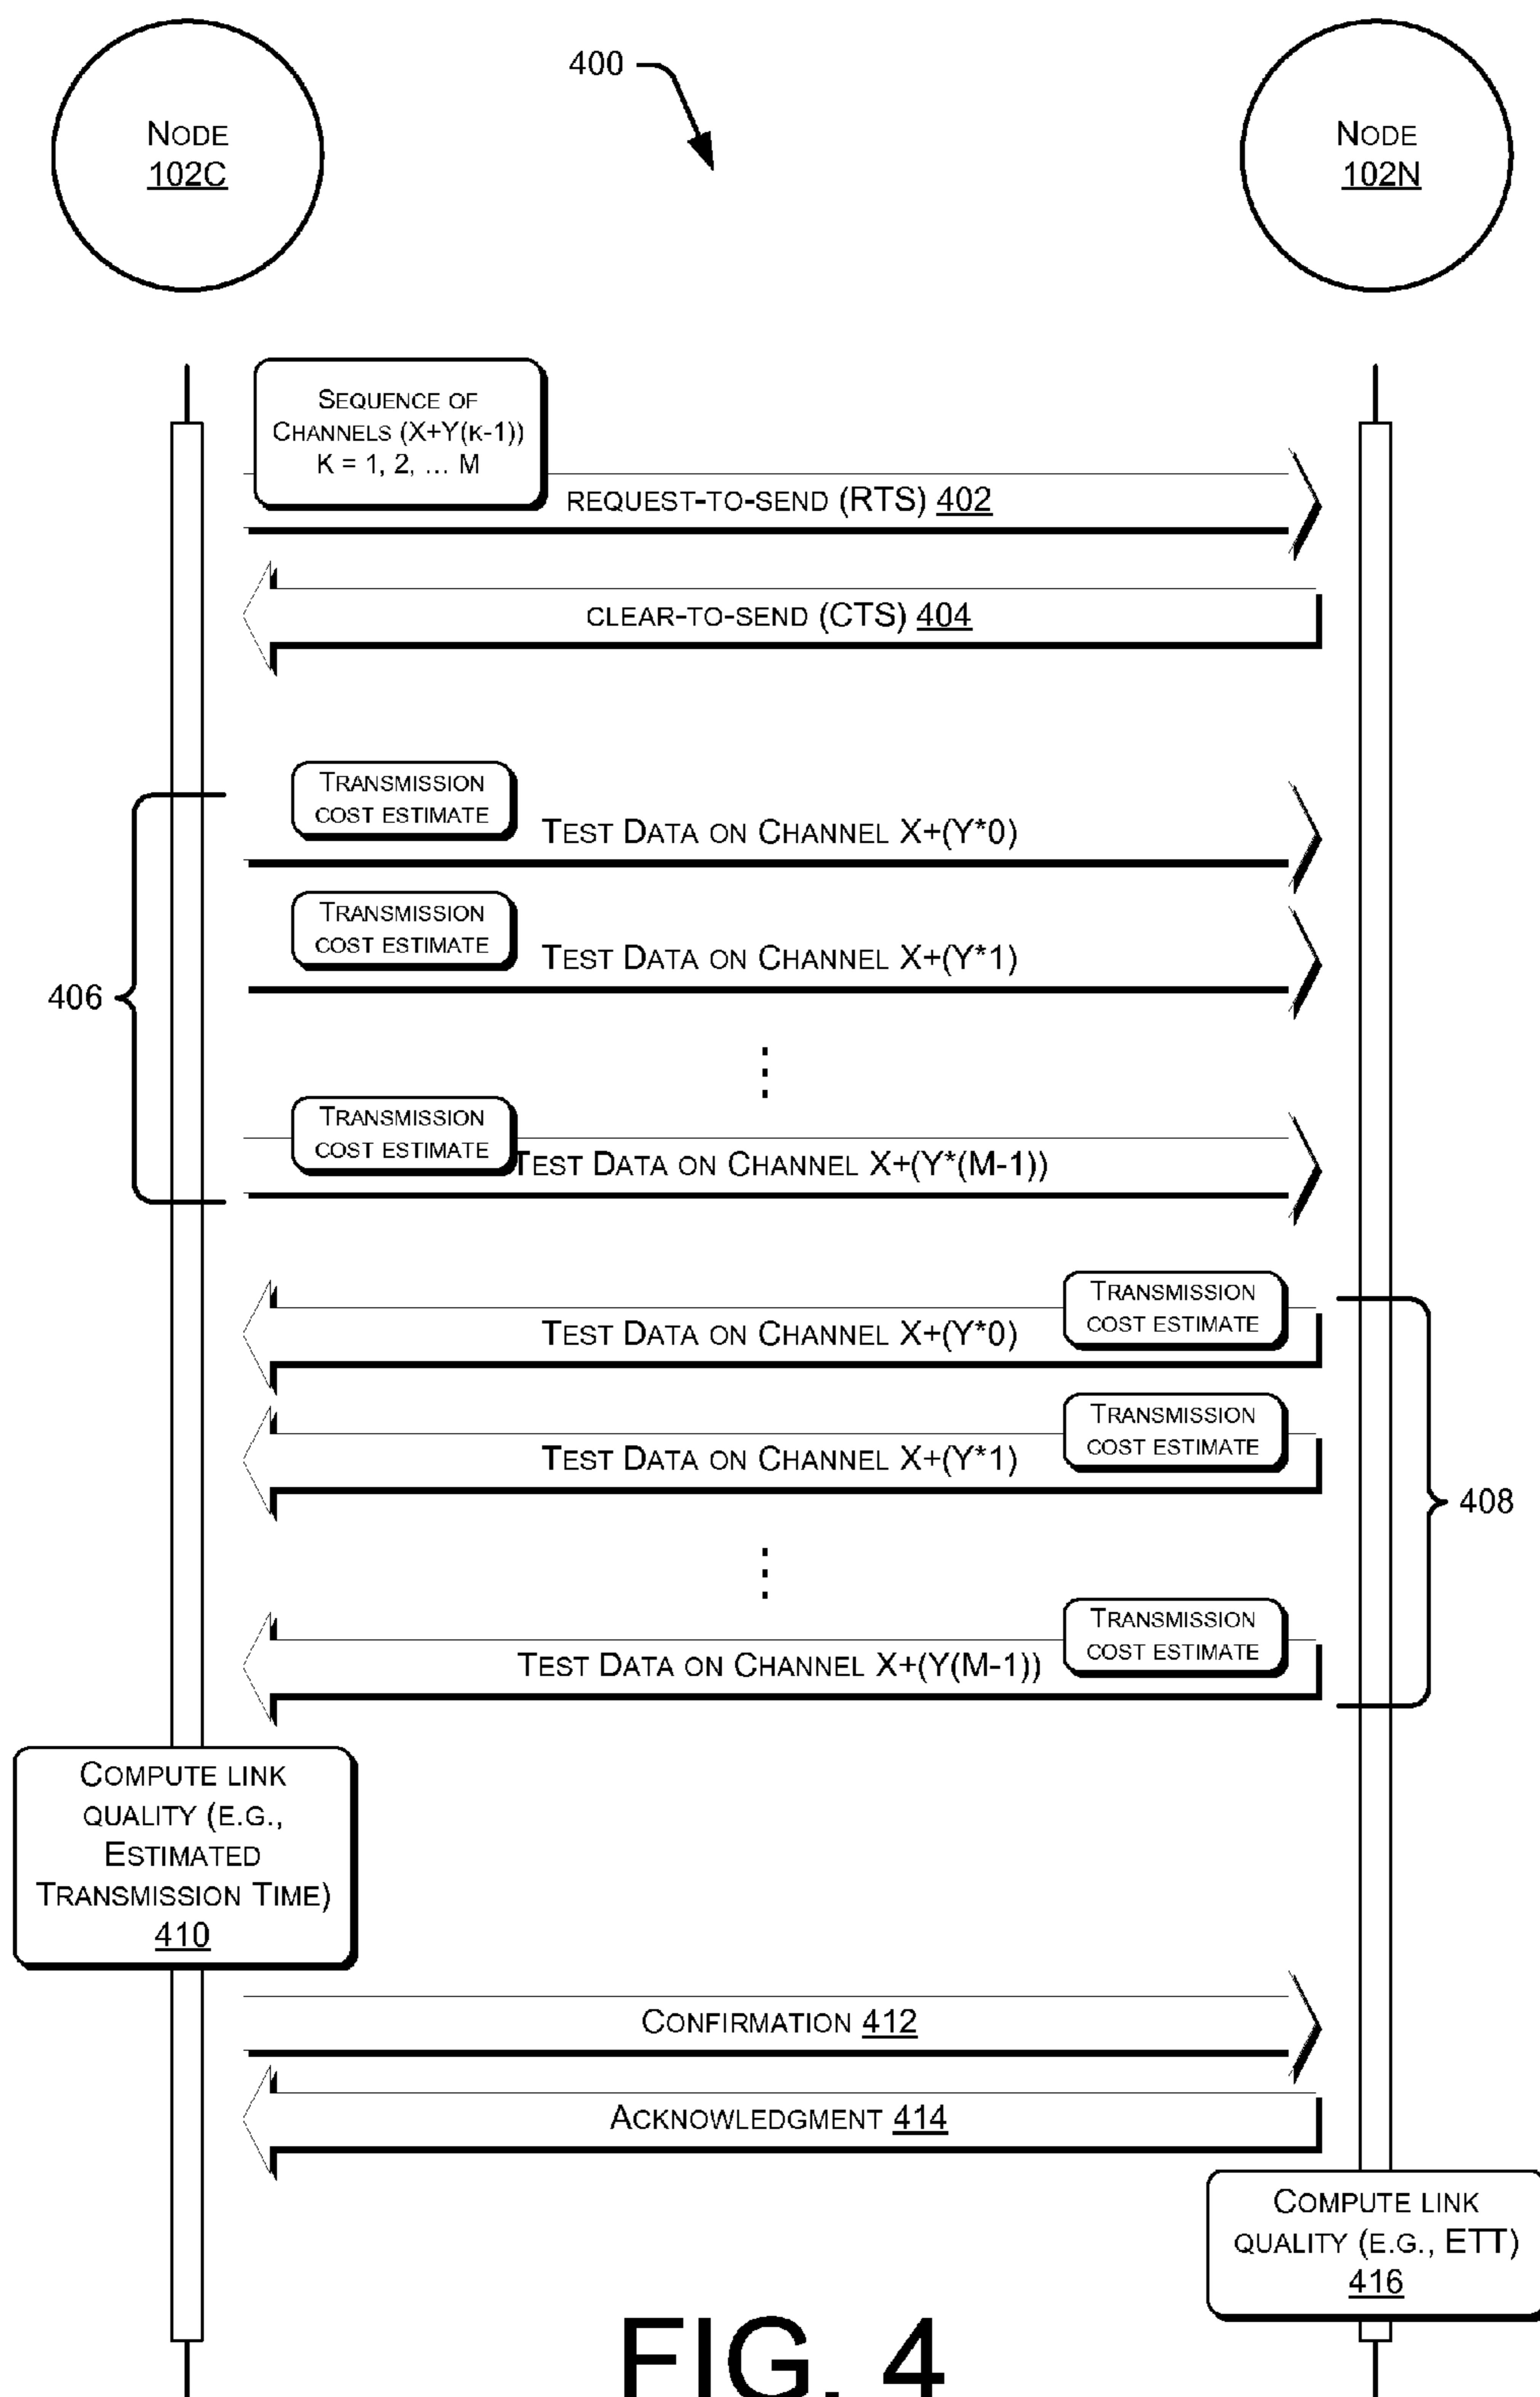 400
NODE
102C
NODE
102N
SEQUENCE OF
CHANNELS (X+Y(K-1))
K = 1, 2, ... M
REQUEST-TO-SEND (RTS) 402
CLEAR-TO-SEND (CTS) 404
TRANSMISSION
COST ESTIMATE
TEST DATA ON CHANNEL X+(Y*0)
TRANSMISSION
COST ESTIMATE
TEST DATA ON CHANNEL X+(Y*1)
406
TRANSMISSION
COST ESTIMATE
TEST DATA ON CHANNEL X+(Y*(M-1))
TRANSMISSION
COST ESTIMATE
TEST DATA ON CHANNEL X+(Y*0)
TRANSMISSION
COST ESTIMATE
TEST DATA ON CHANNEL X+(Y*1)
408
TRANSMISSION
COST ESTIMATE
TEST DATA ON CHANNEL X+(Y(M-1))
COMPUTE LINK
QUALITY (E.G.,
ESTIMATED
TRANSMISSION TIME)
410
CONFIRMATION 412
ACKNOWLEDGMENT 414
COMPUTE LINK
QUALITY (E.G., ETT)
416
FIG. 4